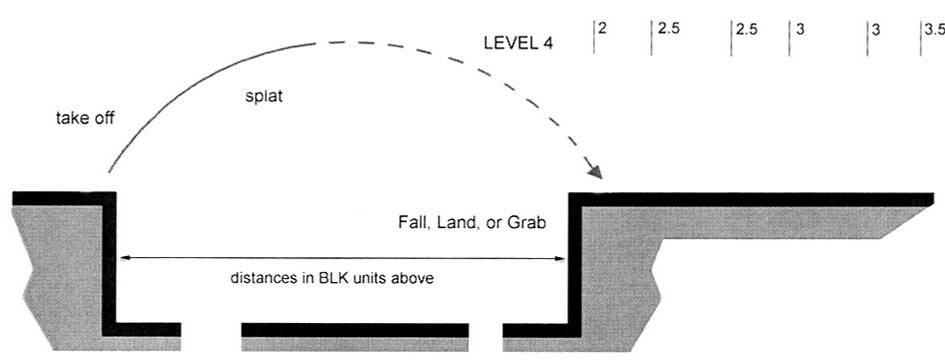 LEVEL 4 2 2.5 2.5 3 3 3.5
splat
take off
Fall, Land, or Grab
distances in BLK units above